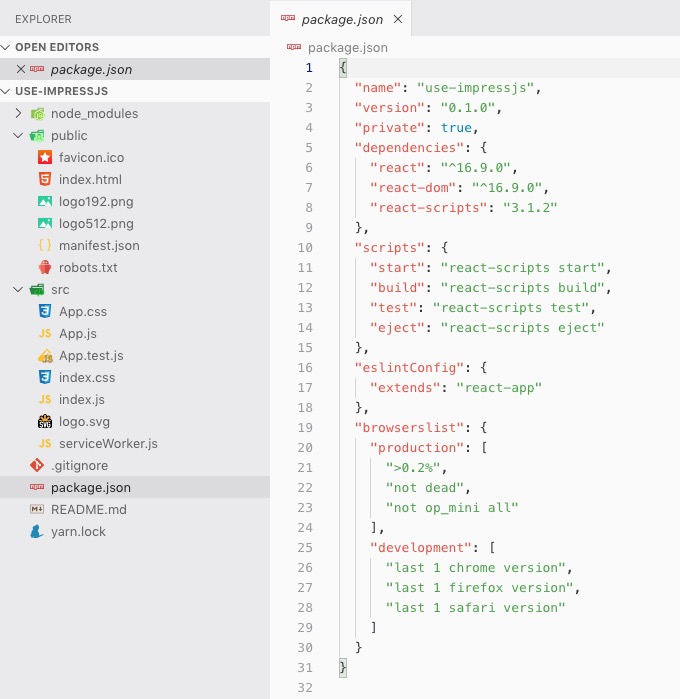 EXPLORER
OPEN EDITORS
package.json
USE-IMPRESSJS
node_modules
public
favicon.ico
index.html
logo192.png
logo512.png
manifest.json
robots.txt
src
App.css
App.js
App.test.js
index.css
index.js
logo.svg
serviceWorker.js
.gitignore
package.json
README.md
yarn.lock
package.json
package.json
1 {
2   "name": "use-impressjs",
3   "version": "0.1.0",
4   "private": true,
5   "dependencies": {
6     "react": "^16.9.0",
7     "react-dom": "^16.9.0",
8     "react-scripts": "3.1.2"
9   },
10   "scripts": {
11     "start": "react-scripts start",
12     "build": "react-scripts build",
13     "test": "react-scripts test",
14     "eject": "react-scripts eject"
15   },
16   "eslintConfig": {
17     "extends": "react-app"
18   },
19   "browserslist": {
20     "production": [
21       ">0.2%",
22       "not dead",
23       "not op_mini all"
24     ],
25     "development": [
26       "last 1 chrome version",
27       "last 1 firefox version",
28       "last 1 safari version"
29     ]
30   }
31 }
32